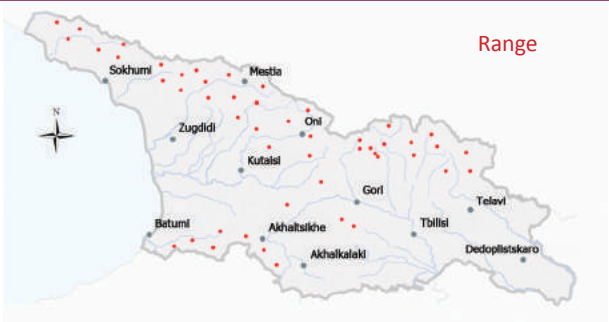 Range
N
Sokhumi
Mestia
Zugdidi
Oni
Kutaisi
Gori
Telavi
Batumi
Akhaltsikhe
Tbilisi
Akhalkalaki
Dedoplistskaro